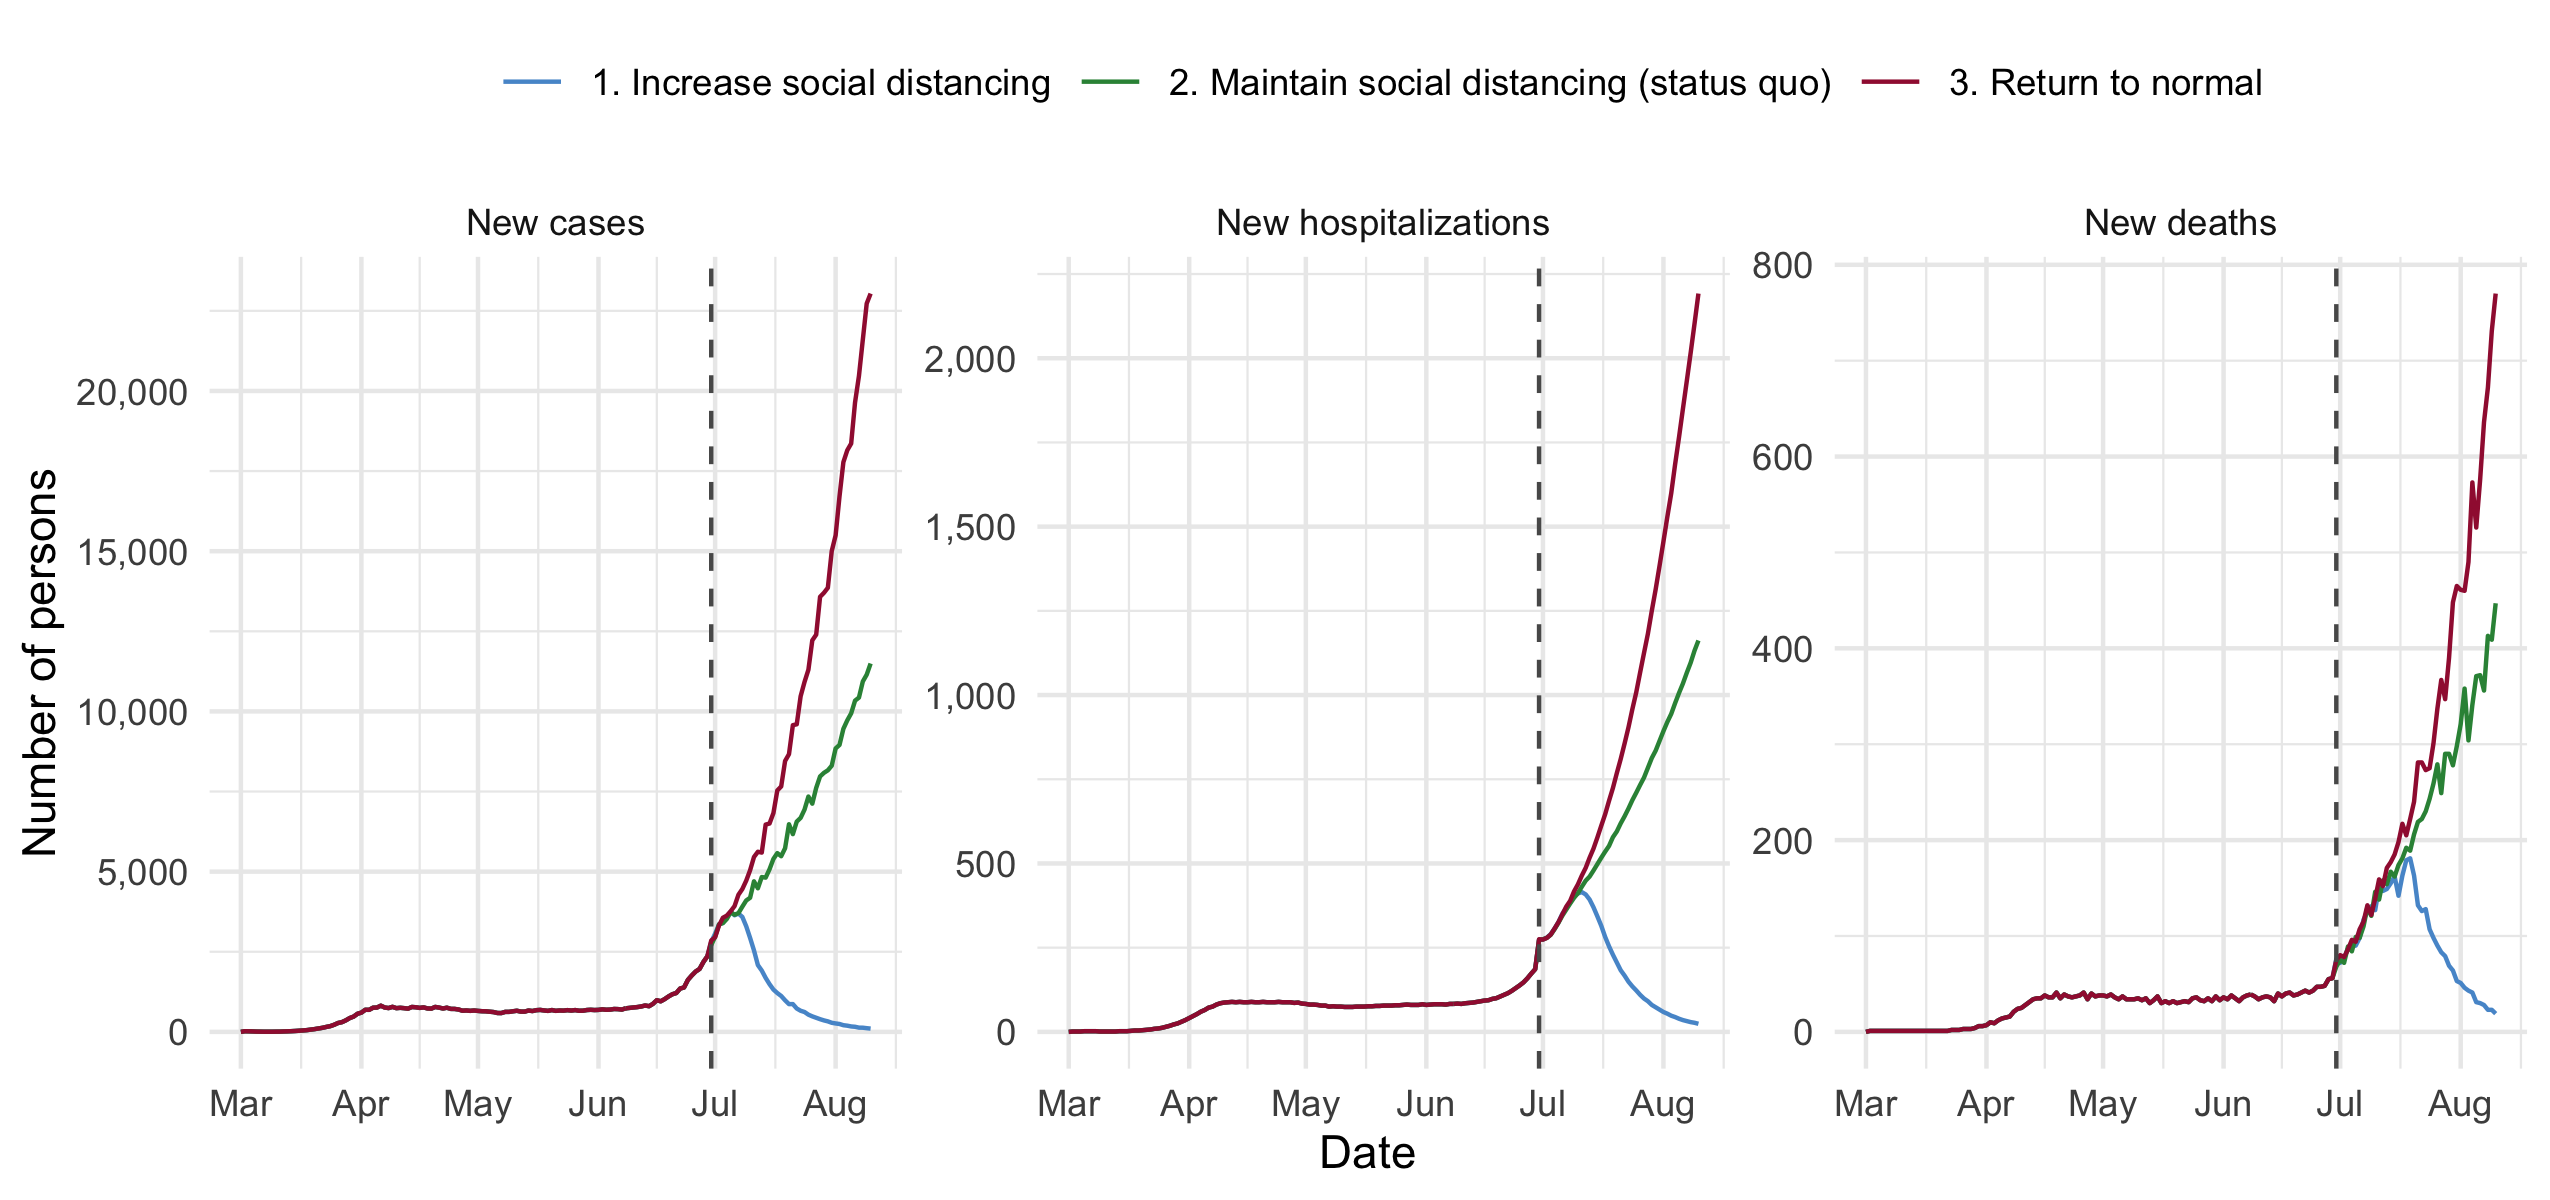 1. Increase social distancing 2. Maintain social distancing (status quo) 3. Return to normal
New cases New hospitalizations New deaths
Number of persons
20,000
15,000
10,000
5,000
0
2,000
1,500
1,000
500
0
800
600
400
200
0
Mar Apr May Jun Jul Aug
Mar Apr May Jun Jul Aug
Mar Apr May Jun Jul Aug
Date